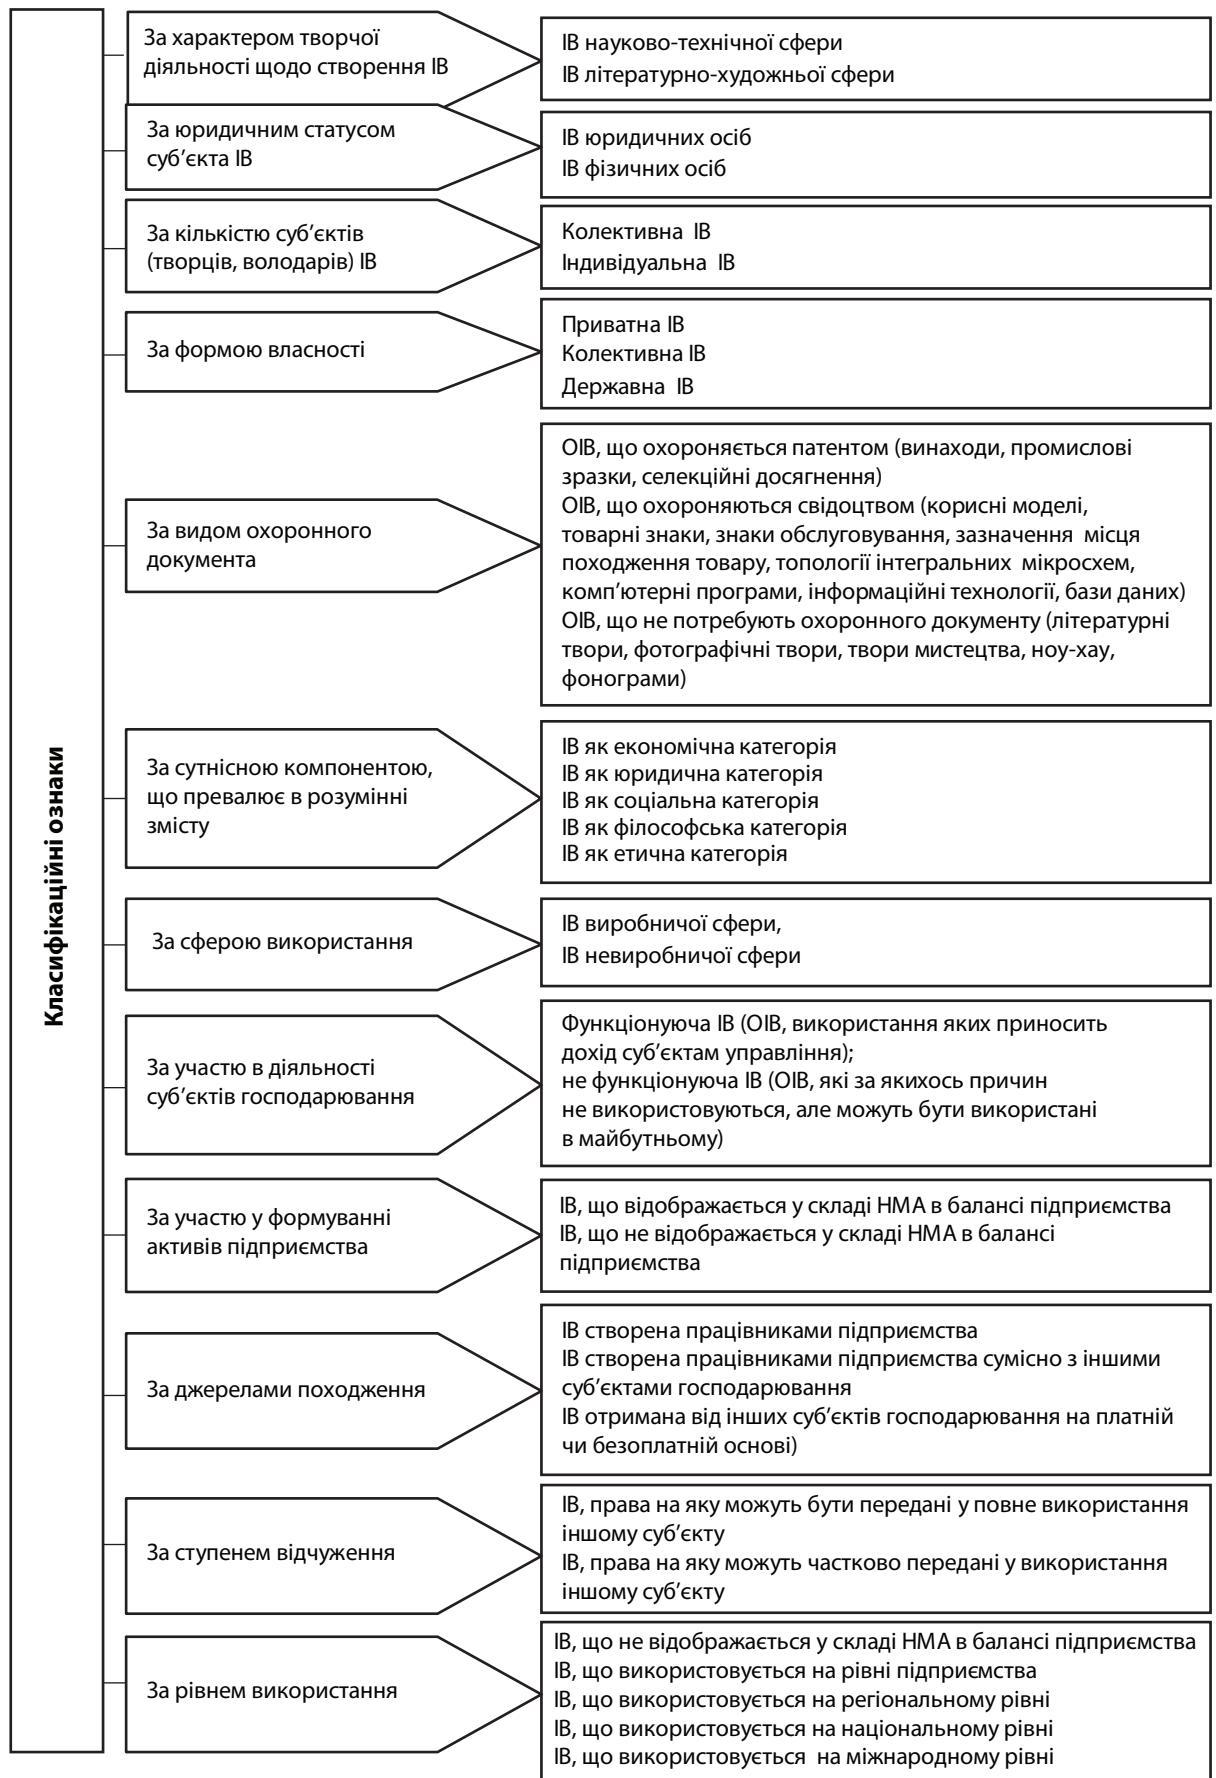 Класифікаційні ознаки
За характером творчої
діяльності щодо створення ІВ
ІВ науково-технічної сфери
ІВ літературно-художньої сфери
За юридичним статусом
суб’єкта ІВ
ІВ юридичних осіб
ІВ фізичних осіб
За кількістю суб’єктів
(творців, володарів) ІВ
Колективна ІВ
Індивідуальна ІВ
За формою власності
Приватна ІВ
Колективна ІВ
Державна ІВ
За видом охоронного
документа
ОІВ, що охороняється патентом (винаходи, промислові
зразки, селекційні досягнення)
ОІВ, що охороняються свідоцтвом (корисні моделі,
товарні знаки, знаки обслуговування, зазначення місця
походження товару, топології інтегральних мікросхем,
комп’ютерні програми, інформаційні технології, бази даних)
ОІВ, що не потребують охоронного документу (літературні
твори, фотографічні твори, твори мистецтва, ноу-хау,
фонограми)
За сутнісною компонентою,
що превалює в розумінні
змісту
ІВ як економічна категорія
ІВ як юридична категорія
ІВ як соціальна категорія
ІВ як філософська категорія
ІВ як етична категорія
За сферою використання
ІВ виробничої сфери,
ІВ невиробничої сфери
За участю в діяльності
суб’єктів господарювання
Функціонуюча ІВ (ОІВ, використання яких приносить
дохід суб’єктам управління);
не функціонуюча ІВ (ОІВ, які за якихось причин
не використовуються, але можуть бути використані
в майбутньому)
За участю у формуванні
активів підприємства
ІВ, що відображається у складі НМА в балансі підприємства
ІВ, що не відображається у складі НМА в балансі
підприємства
За джерелами походження
ІВ створена працівниками підприємства
ІВ створена працівниками підприємства сумісно з іншими
суб’єктами господарювання
ІВ отримана від інших суб’єктів господарювання на платній
чи безоплатній основі)
За ступенем відчуження
ІВ, права на яку можуть бути передані у повне використання
іншому суб’єкту
ІВ, права на яку можуть частково передані у використання
іншому суб’єкту
За рівнем використання
ІВ, що не відображається у складі НМА в балансі підприємства
ІВ, що використовується на рівні підприємства
ІВ, що використовується на регіональному рівні
ІВ, що використовується на національному рівні
ІВ, що використовується на міжнародному рівні